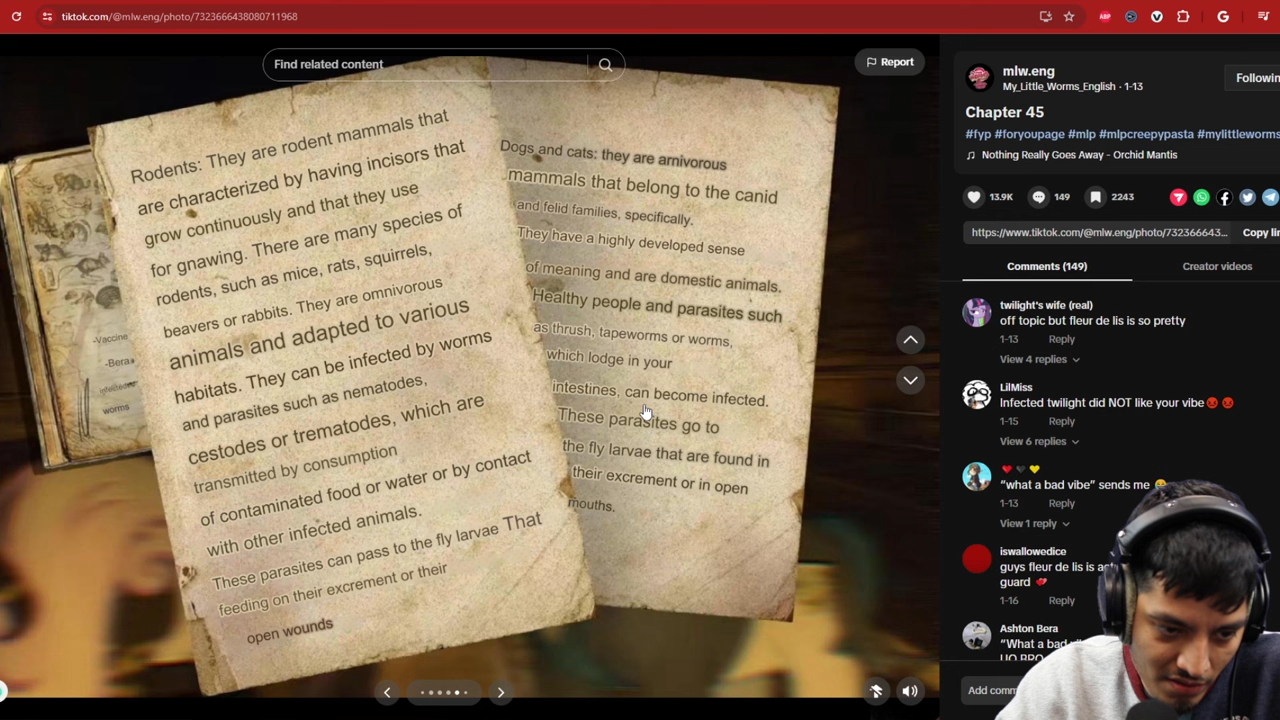 tiktok.com/@mlw.eng/photo/7323666438080711968
ABP
G
Find related content
Report
Rodents: They are rodent mammals that
are characterized by having incisors that
grow continuously and that they use
for gnawing. There are many species of
rodents, such as mice, rats, squirrels,
beavers or rabbits. They are omnivorous
animals and adapted to various
habitats. They can be infected by worms
and parasites such as nematodes,
cestodes or trematodes, which are
transmitted by consumption
of contaminated food or water or by contact
with other infected animals.
These parasites can pass to the fly larvae That
feeding on their excrement or their
open wounds
Dogs and cats: they are arnivorous
mammals that belong to the canid
and felid families, specifically.
They have a highly developed sense
of meaning and are domestic animals.
Healthy people and parasites such
as thrush, tapeworms or worms,
which lodge in your
intestines, can become infected.
These parasites go to
the fly larvae that are found in
their excrement or in open
mouths.
-Vaccine
-Bera
worms
mlw.eng
My_Little_Worms_English · 1-13
Followin
Chapter 45
#fyp #foryoupage #mlp #mlpcreepypasta #mylittleworms
Nothing Really Goes Away - Orchid Mantis
13.9K
149
2243
https://www.tiktok.com/@mlw.eng/photo/732366643...
Copy lin
Comments (149)
Creator videos
twilight's wife (real)
off topic but fleur de lis is so pretty
1-13 Reply
View 4 replies
LilMiss
Infected twilight did NOT like your vibe😡😡
1-15 Reply
View 6 replies
❤️🖤💛
“what a bad vibe” sends me
1-13 Reply
View 1 reply
iswallowedice
guys fleur de lis is
guard
1-16 Reply
Ashton Bera
“What a bad
UO BRO
Add comm